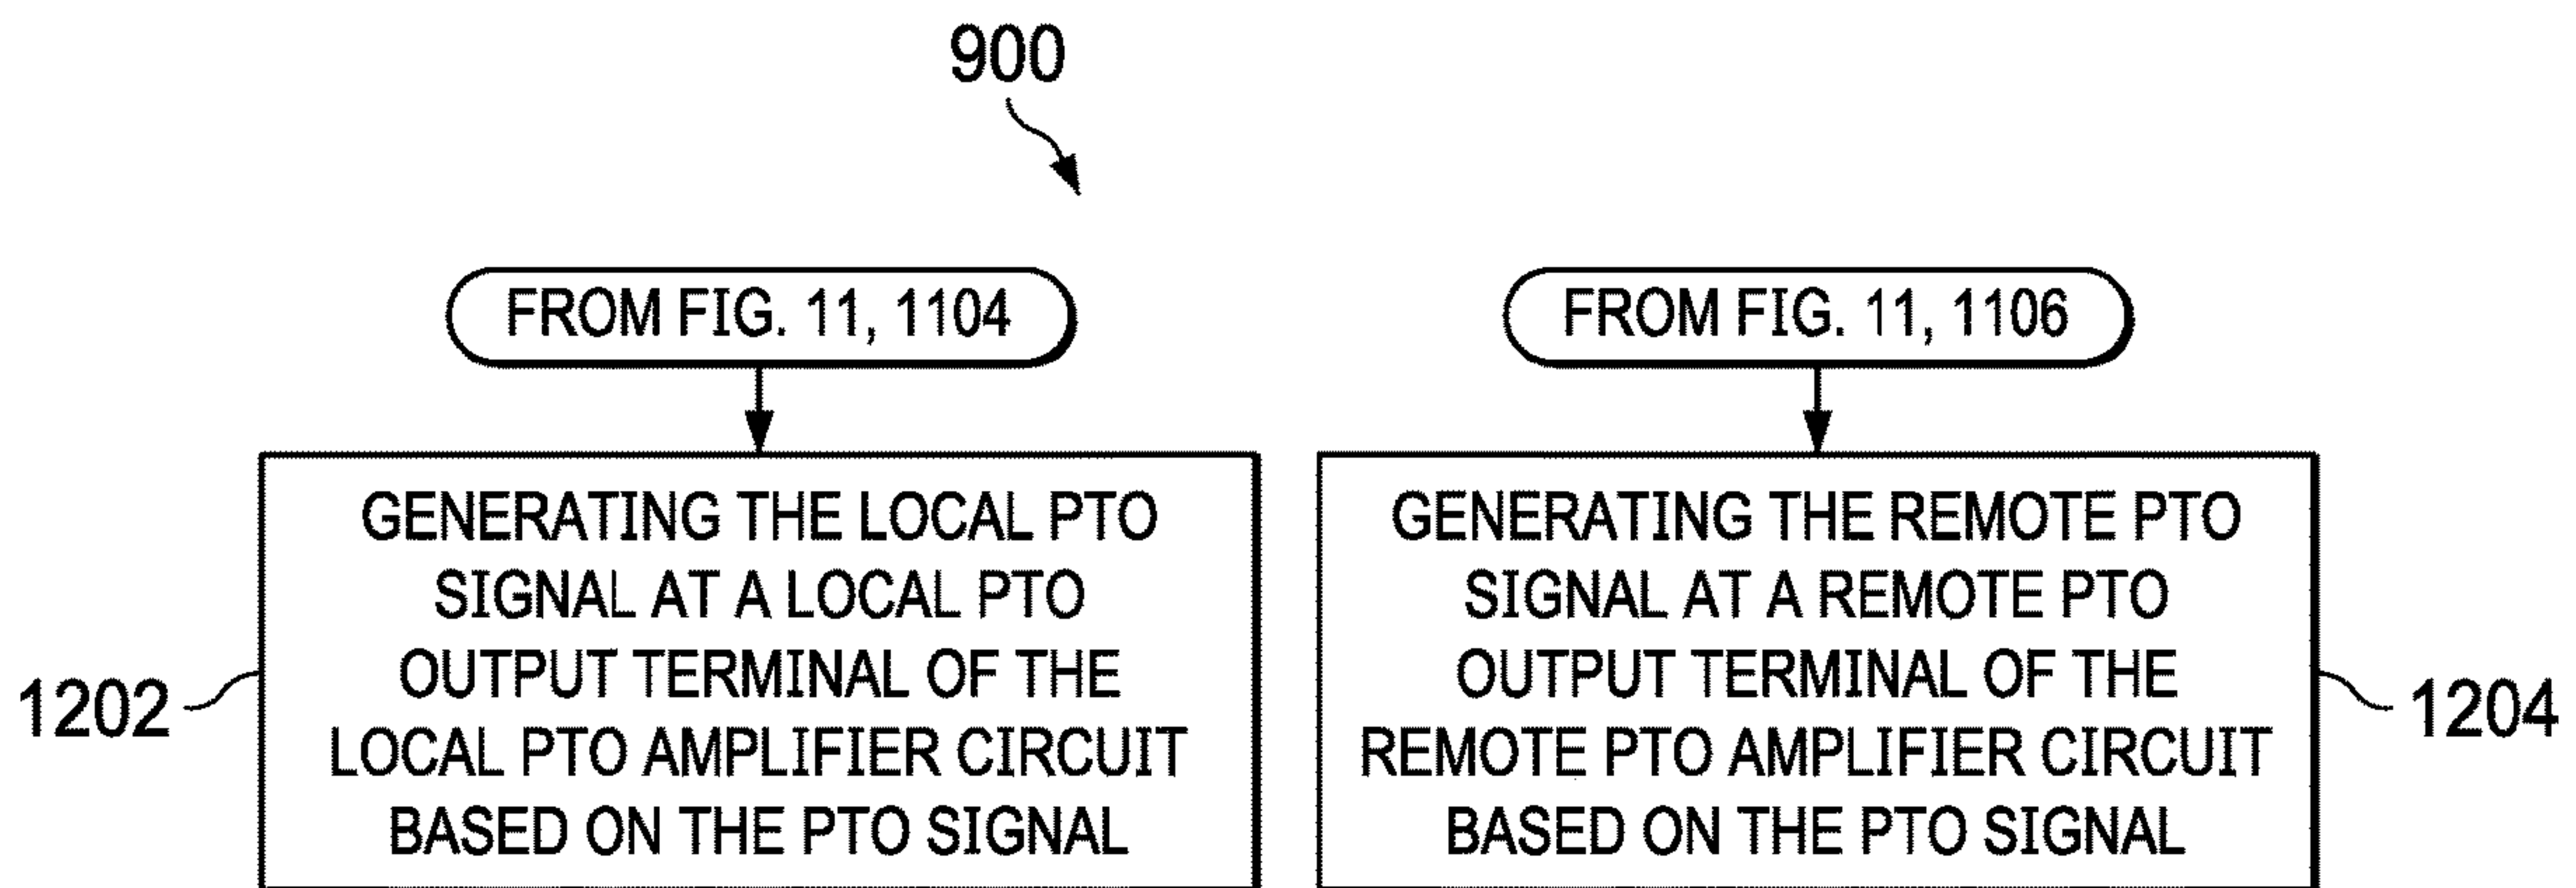 900
FROM FIG. 11, 1104
GENERATING THE LOCAL PTO
SIGNAL AT A LOCAL PTO
OUTPUT TERMINAL OF THE
LOCAL PTO AMPLIFIER CIRCUIT
BASED ON THE PTO SIGNAL
1202
FROM FIG. 11, 1106
GENERATING THE REMOTE PTO
SIGNAL AT A REMOTE PTO
OUTPUT TERMINAL OF THE
REMOTE PTO AMPLIFIER CIRCUIT
BASED ON THE PTO SIGNAL
1204